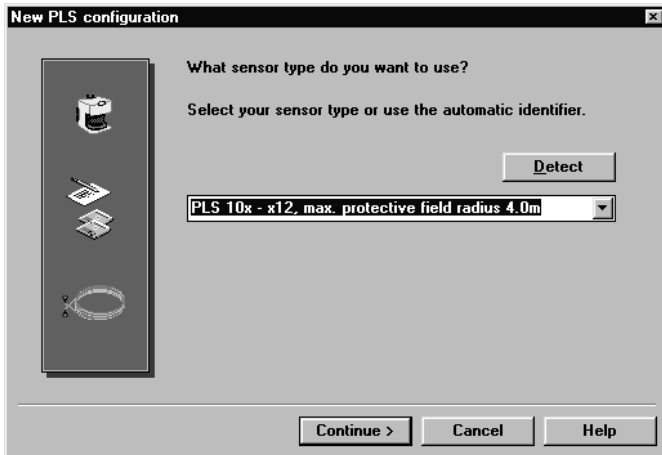 New PLS configuration
What sensor type do you want to use?
Select your sensor type or use the automatic identifier.
Detect
PLS 10x - x12, max. protective field radius 4.0m
Continue > Cancel Help